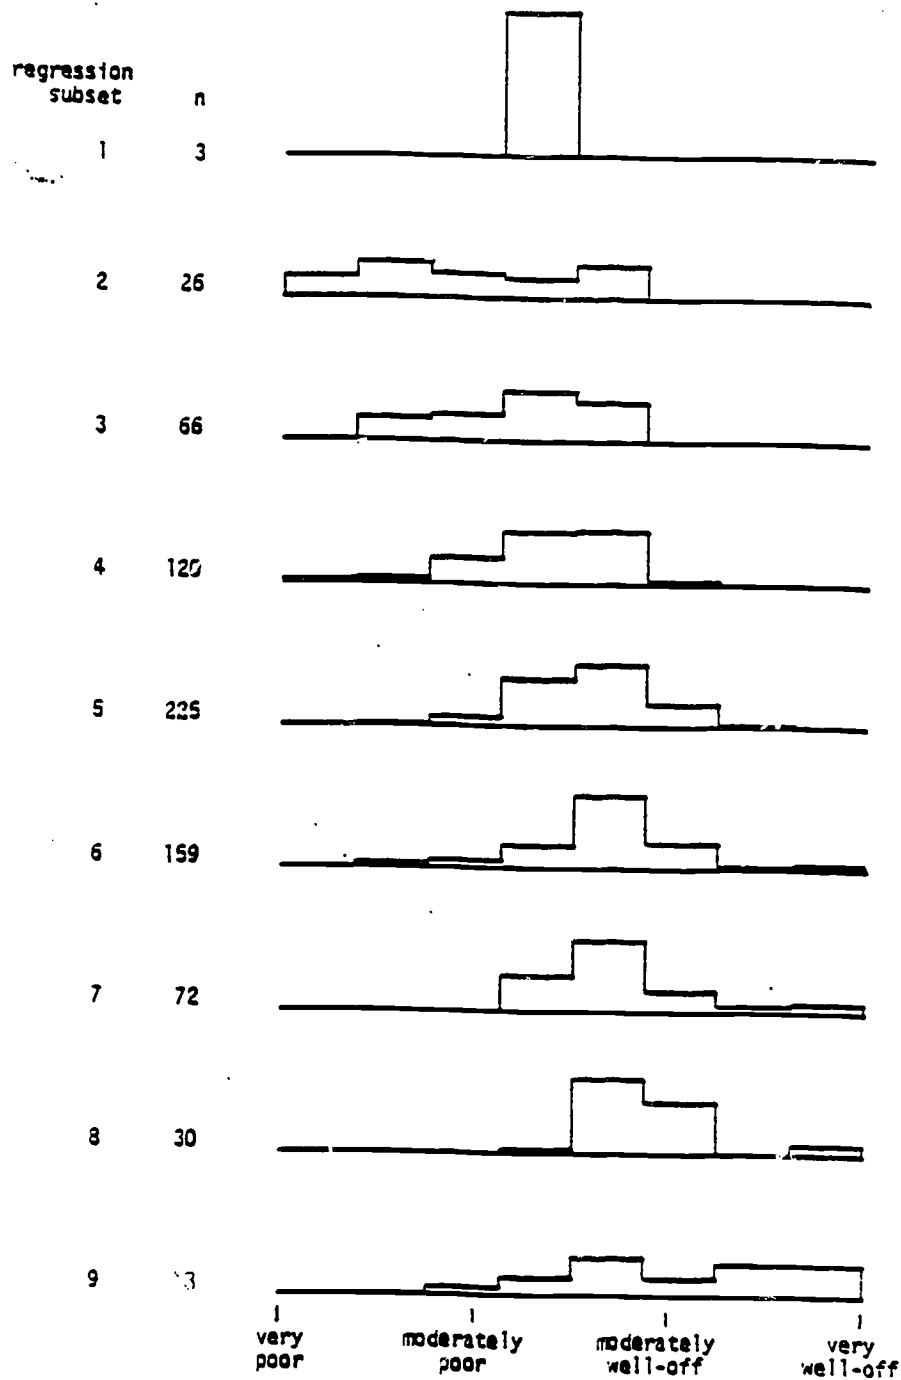 regression
subset n
1 3
2 26
3 66
4 120
5 225
6 159
7 72
8 30
9
very moderately moderately very
poor poor well-off well-off